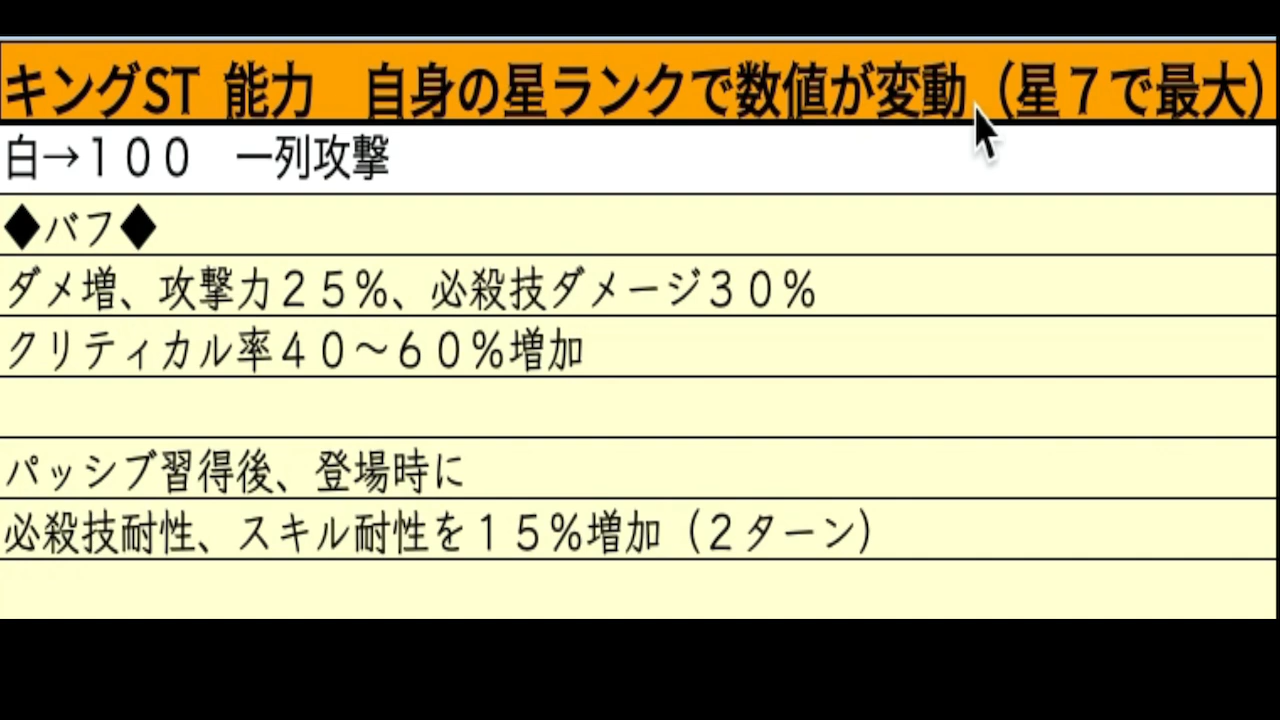 キングST 能力　自身の星ランクで数値が変動（星７で最大）
白→１００　一列攻撃
◆バフ◆
ダメ増、攻撃力２５％、必殺技ダメージ３０％
クリティカル率４０～６０％増加
パッシブ習得後、登場時に
必殺技耐性、スキル耐性を１５％増加（２ターン）